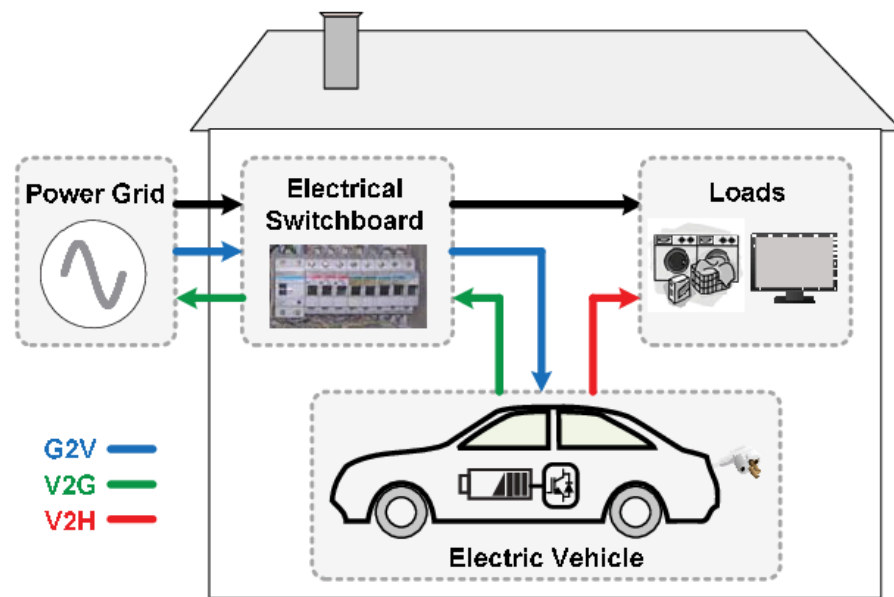 Power Grid
Electrical
Switchboard
Loads
G2V
V2G
V2H
Electric Vehicle